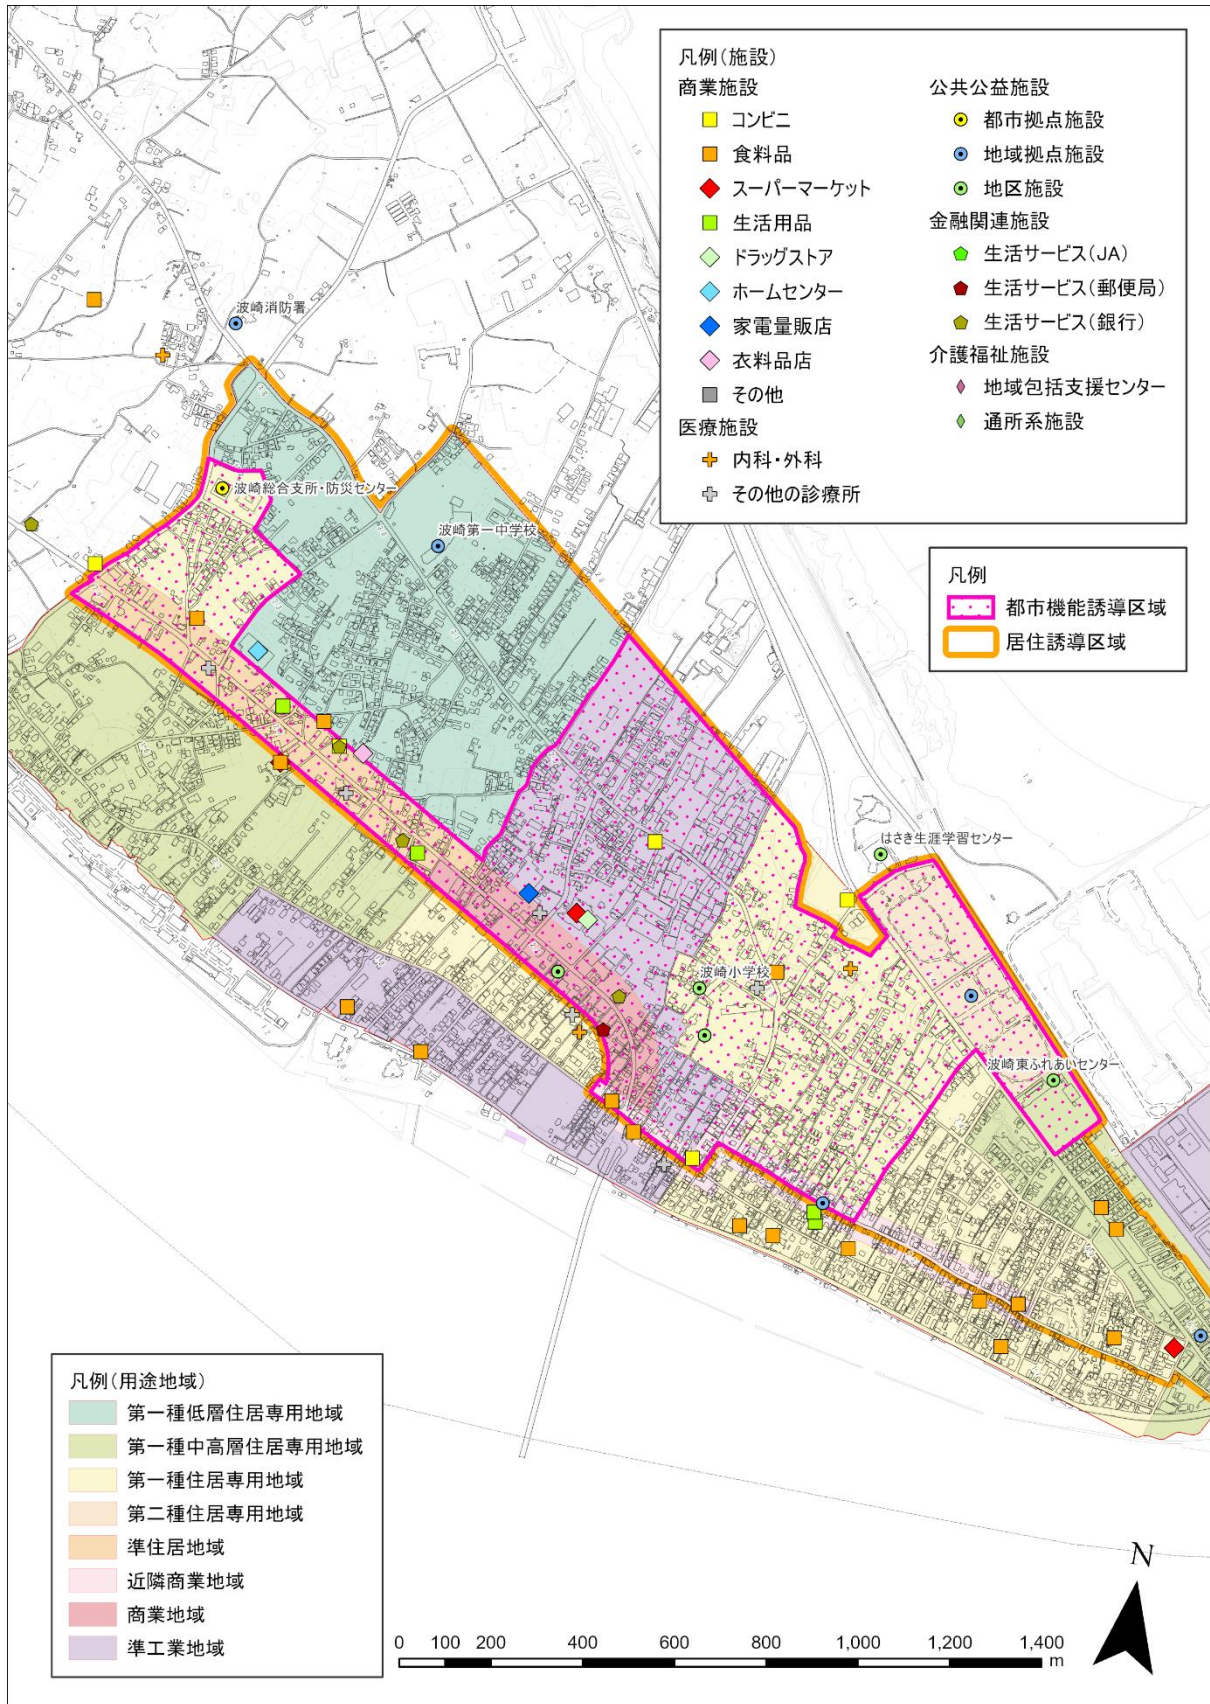 凡例(施設)
商業施設
コンビニ
食料品
スーパーマーケット
生活用品
ドラッグストア
ホームセンター
家電量販店
衣料品店
その他
医療施設
内科・外科
その他の診療所
公共公益施設
都市拠点施設
地域拠点施設
地区施設
金融関連施設
生活サービス(JA)
生活サービス(郵便局)
生活サービス(銀行)
介護福祉施設
地域包括支援センター
通所系施設
凡例
都市機能誘導区域
居住誘導区域
波崎消防署
波崎総合支所・防災センター
波崎第一中学校
はさき生涯学習センター
波崎小学校
波崎東ふれあいセンター
凡例(用途地域)
第一種低層住居専用地域
第一種中高層住居専用地域
第一種住居専用地域
第二種住居専用地域
準住居地域
近隣商業地域
商業地域
準工業地域
N
0 100 200 400 600 800 1,000 1,200 1,400
m